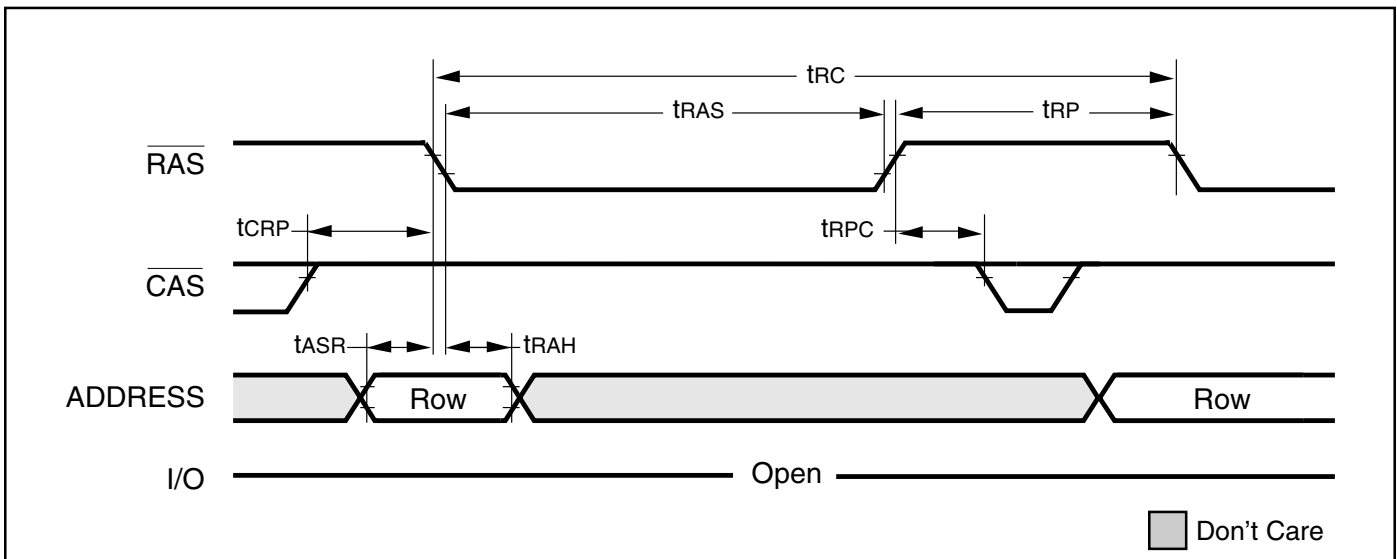 tRC
tRAS
tRP
RAS
tCRP
tRPC
CAS
tASR
tRAH
ADDRESS
Row
Row
I/O
Open
Don't Care